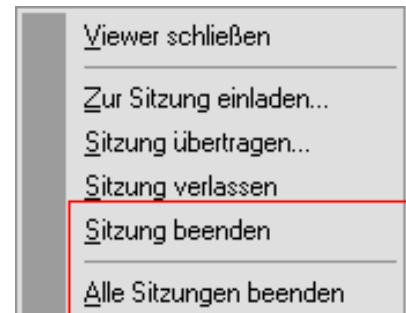 Viewer schließen
Zur Sitzung einladen...
Sitzung übertragen...
Sitzung verlassen
Sitzung beenden
Alle Sitzungen beenden